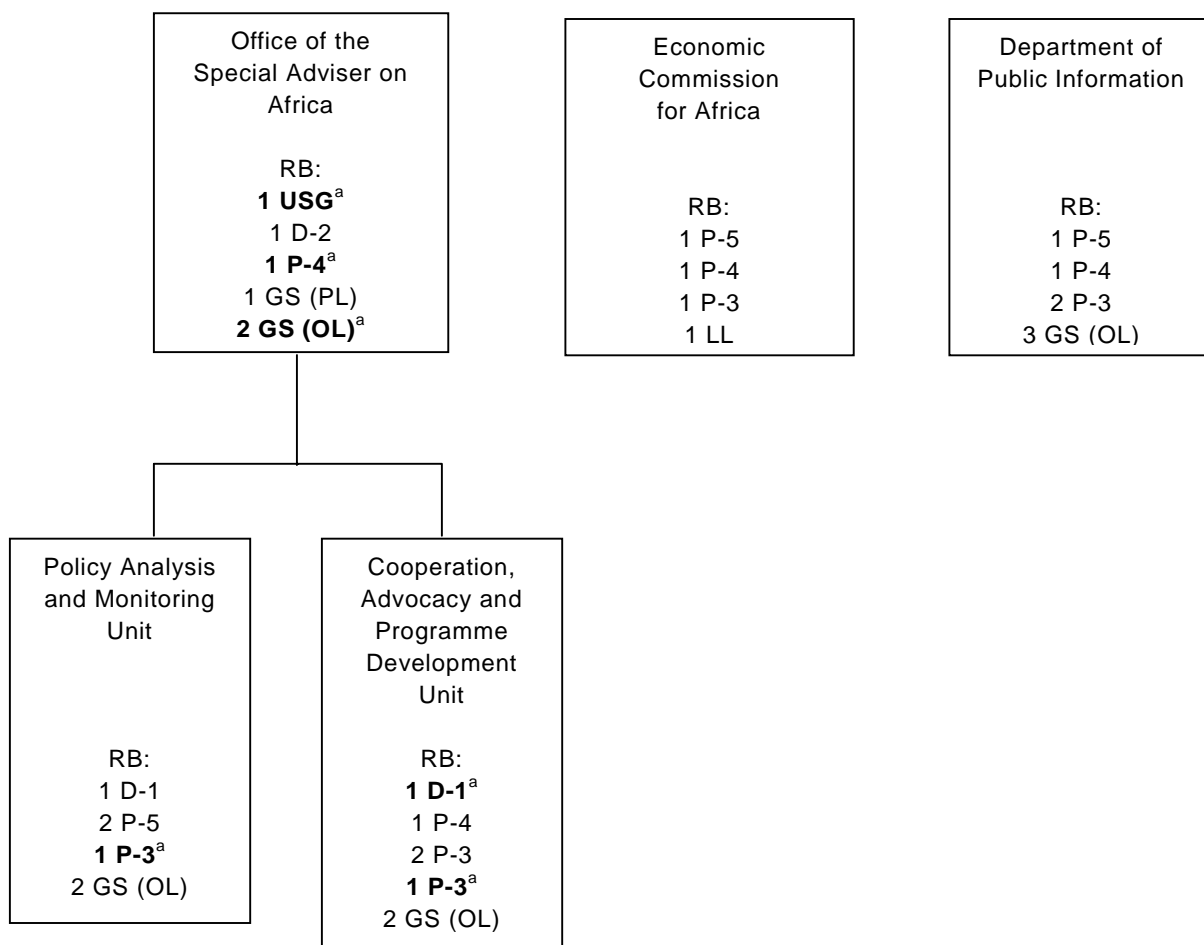 Office of the
Special Adviser on
Africa
RB:
1 USGa
1 D-2
1 P-4a
1 GS (PL)
2 GS (OL)a
Economic
Commission
for Africa
RB:
1 P-5
1 P-4
1 P-3
1 LL
Department of
Public Information
RB:
1 P-5
1 P-4
2 P-3
3 GS (OL)
Policy Analysis
and Monitoring
Unit
RB:
1 D-1
2 P-5
1 P-3a
2 GS (OL)
Cooperation,
Advocacy and
Programme
Development
Unit
RB:
1 D-1a
1 P-4
2 P-3
1 P-3a
2 GS (OL)